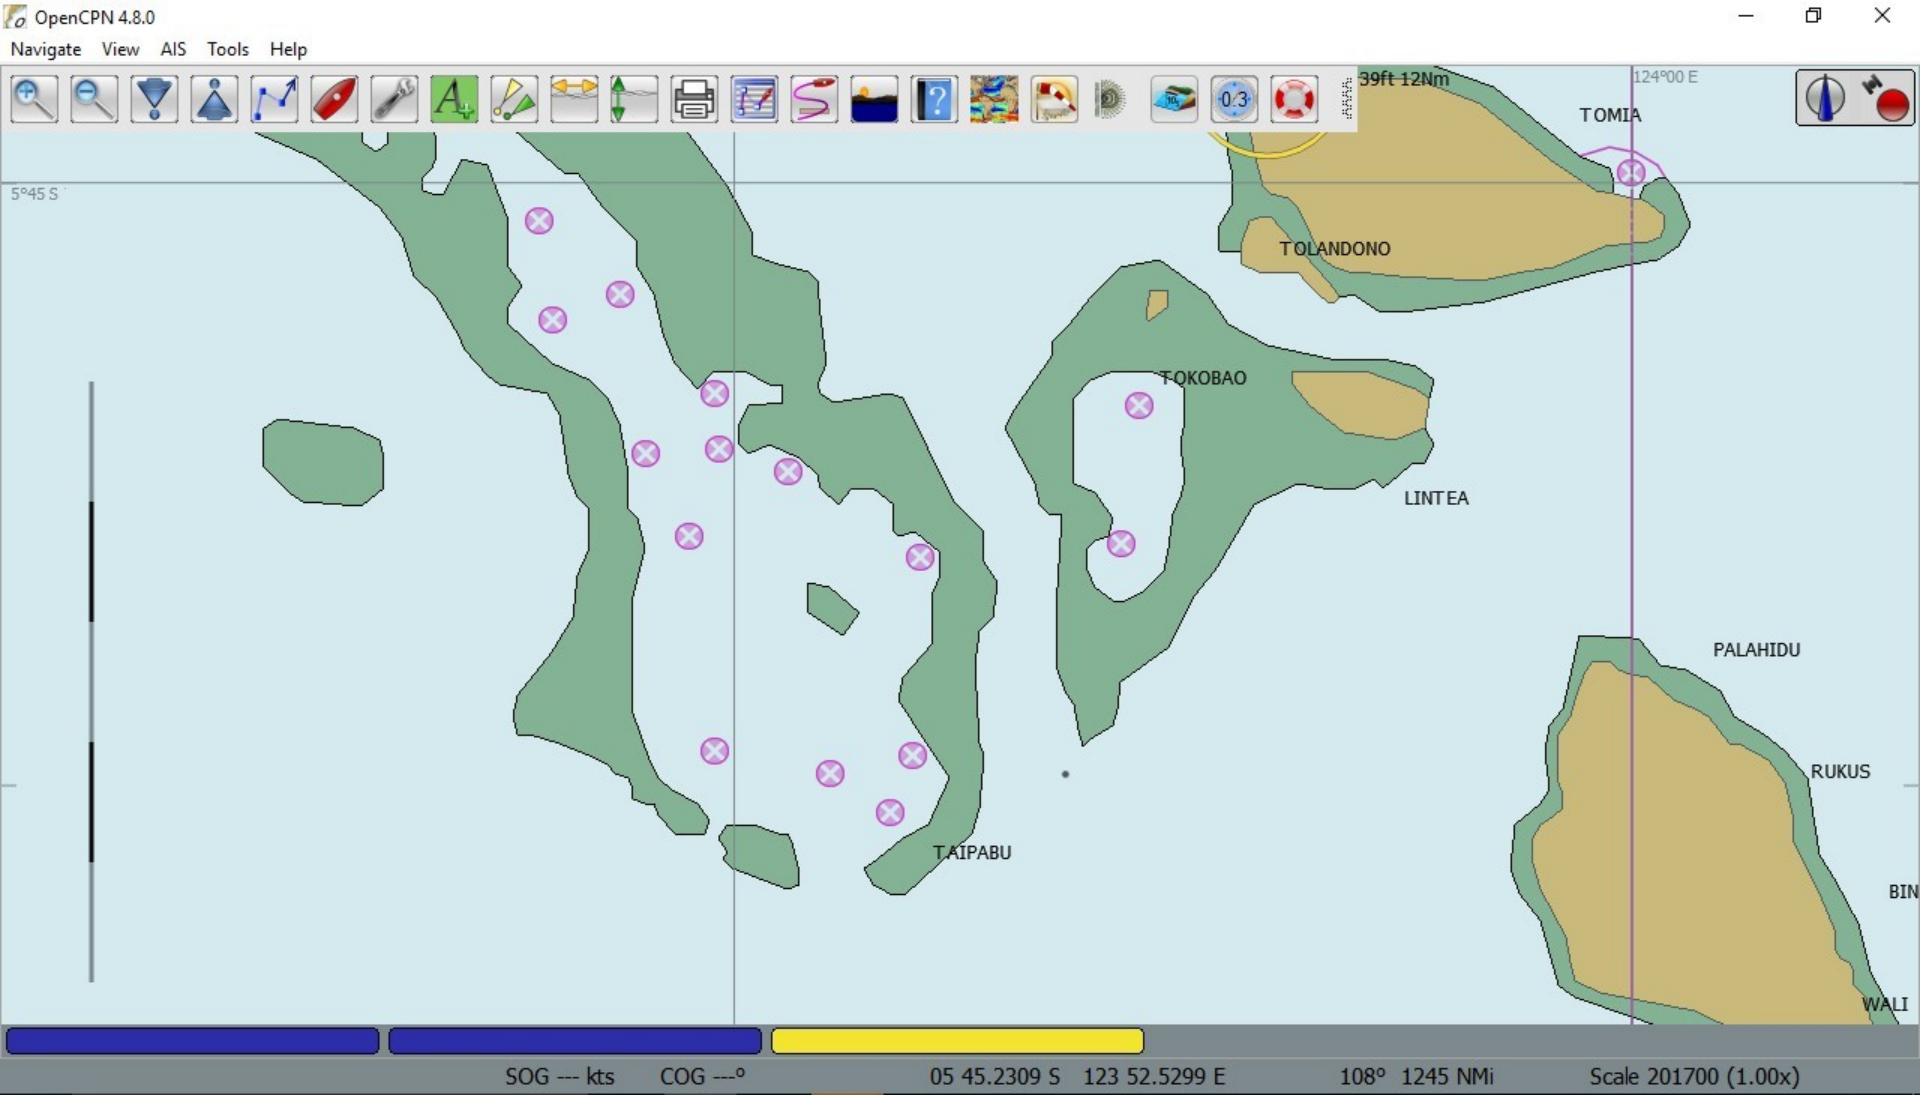 OpenCPN 4.8.0
Navigate View AIS Tools Help
39ft 12Nm
124°00 E
TOMIA
5°45 S
TOLANDONO
TOKOBAO
LINTEA
PALAHIDU
RUKUS
TAIPABU
BIN
WALI
SOG --- kts COG ---° 05 45.2309 S 123 52.5299 E 108° 1245 NMi Scale 201700 (1.00x)